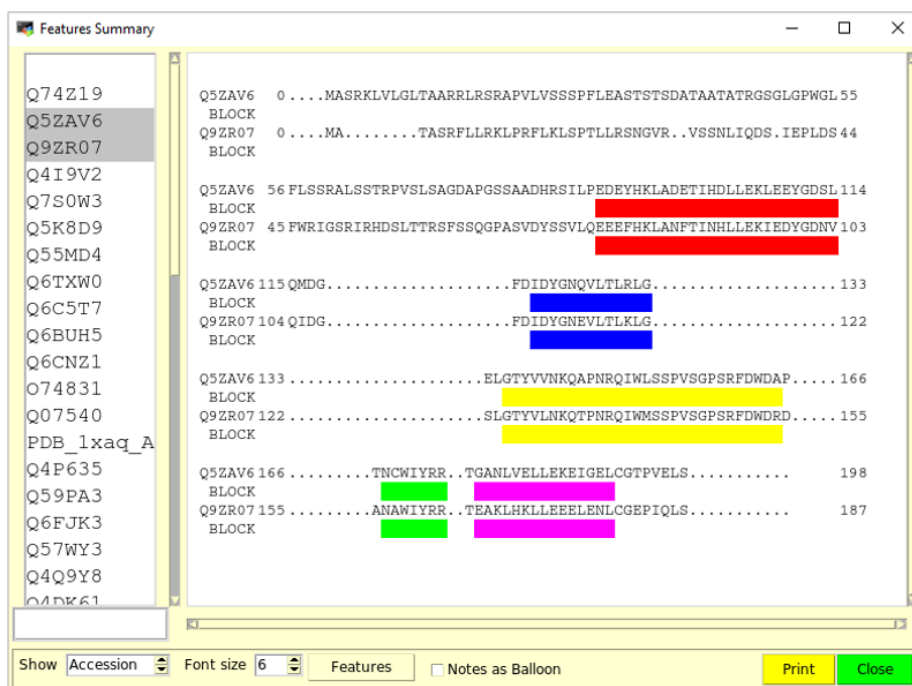 Features Summary
Q74Z19
Q5ZAV6
Q9ZR07
Q4I9V2
Q7S0W3
Q5K8D9
Q55MD4
Q6TXW0
Q6C5T7
Q6BUH5
Q6CNZ1
O74831
Q07540
PDB_1xaq_A
Q4P635
Q59PA3
Q6FJK3
Q57WY3
Q4Q9Y8
Q4DK61
Q5ZAV6 0....MASRKLVLGLTAARRLRSRAPVLVSSSPFLEASTSTSDATAATATRGSGLGPWGL 55
BLOCK
Q9ZR07 0....MA........TASRFLLRKLPRFLKLSPTLLRSNGVR..VSSNLIQDS.IEPLDS 44
BLOCK
Q5ZAV6 56 FLSSRALSSTRPVSLSAGDAPGSSAADHRSILPEDEYHKLADETIHDLLEKLEEYGDSL 114
BLOCK
Q9ZR07 45 FWRIGSRIRHDSLTTRSFSSQGPASVDYSSVLQEEEFHKLANFTINHLLEKIEDYGDNV 103
BLOCK
Q5ZAV6 115 QMDG....................FDIDYGNQVLTLRLG.................... 133
BLOCK
Q9ZR07 104 QIDG....................FDIDYGNEVLTLKLG.................... 122
BLOCK
Q5ZAV6 133 .....................ELGTYVVNKQAPNRQIWLSSPVSGPSRFDWDAP..... 166
BLOCK
Q9ZR07 122 .....................SLGTYVLNKQTPNRQIWMSSPVSGPSRFDWDRD..... 155
BLOCK
Q5ZAV6 166 .........TNCWIYRR..TGANLVELLEKEIGELCGTPVELS........... 198
BLOCK
Q9ZR07 155 .........ANAWIYRR..TEAKLHKLLEEELENLCGEPIQLS........... 187
BLOCK
Show Accession Font size 6 Features Notes as Balloon Print Close